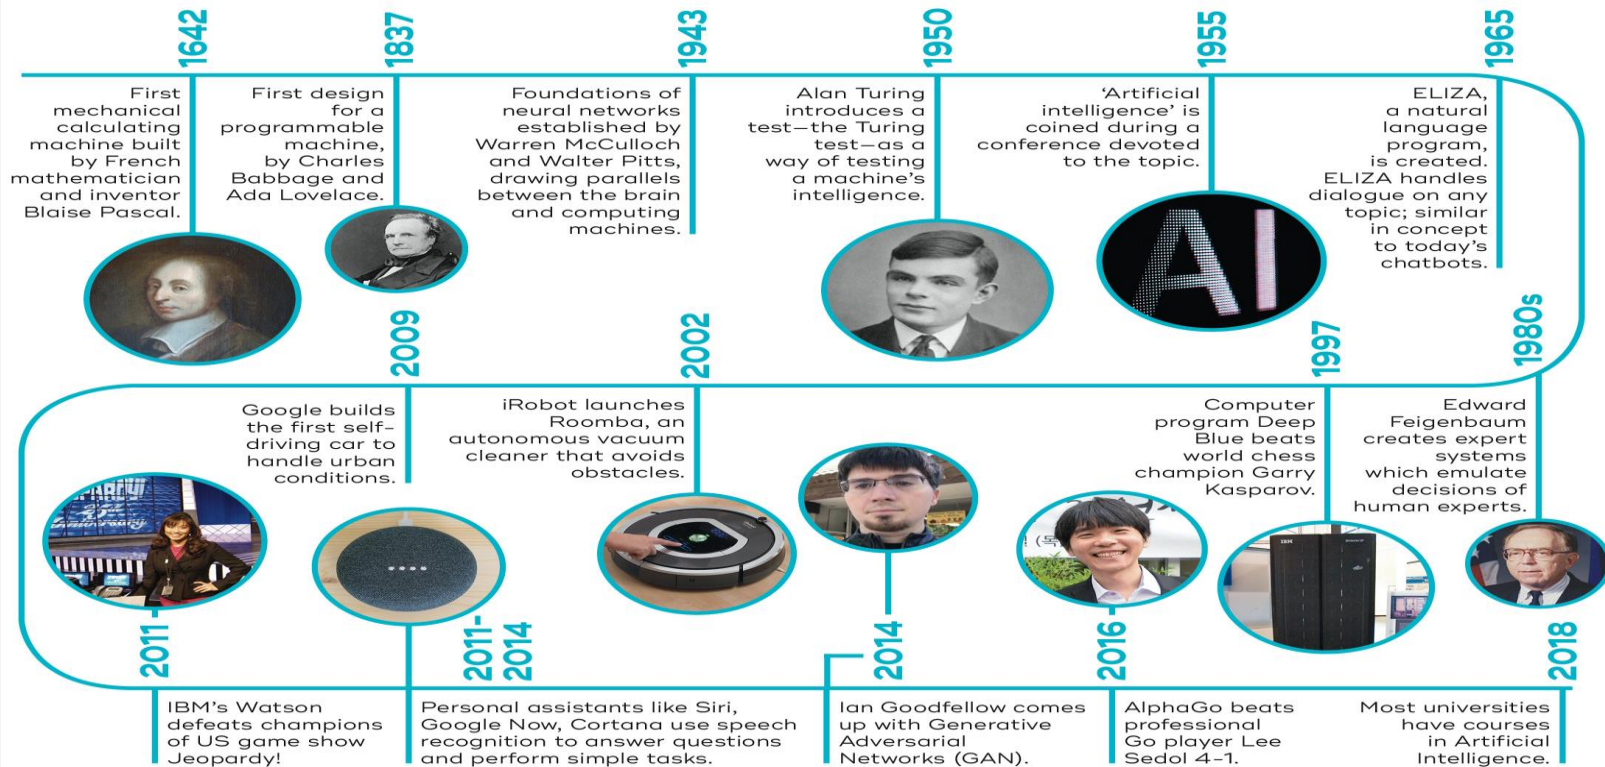 1642
First
mechanical
calculating
machine built
by French
mathematician
and inventor
Blaise Pascal.
1837
First design
for a
programmable
machine,
by Charles
Babbage and
Ada Lovelace.
1943
Foundations of
neural networks
established by
Warren McCulloch
and Walter Pitts,
drawing parallels
between the brain
and computing
machines.
1950
Alan Turing
introduces a
test—the Turing
test—as a
way of testing
a machine's
intelligence.
1955
'Artificial
intelligence' is
coined during a
conference devoted
to the topic.
AI
1965
ELIZA,
a natural
language
program,
is created.
ELIZA handles
dialogue on any
topic; similar
in concept
to today's
chatbots.
1980s
Edward
Feigenbaum
creates expert
systems
which emulate
decisions of
human experts.
1997
Computer
program Deep
Blue beats
world chess
champion Garry
Kasparov.
IBM
2002
iRobot launches
Roomba, an
autonomous vacuum
cleaner that avoids
obstacles.
2009
Google builds
the first self-
driving car to
handle urban
conditions.
2011
IBM's Watson
defeats champions
of US game show
Jeopardy!
2011-
2014
Personal assistants like Siri,
Google Now, Cortana use speech
recognition to answer questions
and perform simple tasks.
2014
Ian Goodfellow comes
up with Generative
Adversarial
Networks (GAN).
2016
AlphaGo beats
professional
Go player Lee
Sedol 4-1.
2018
Most universities
have courses
in Artificial
Intelligence.